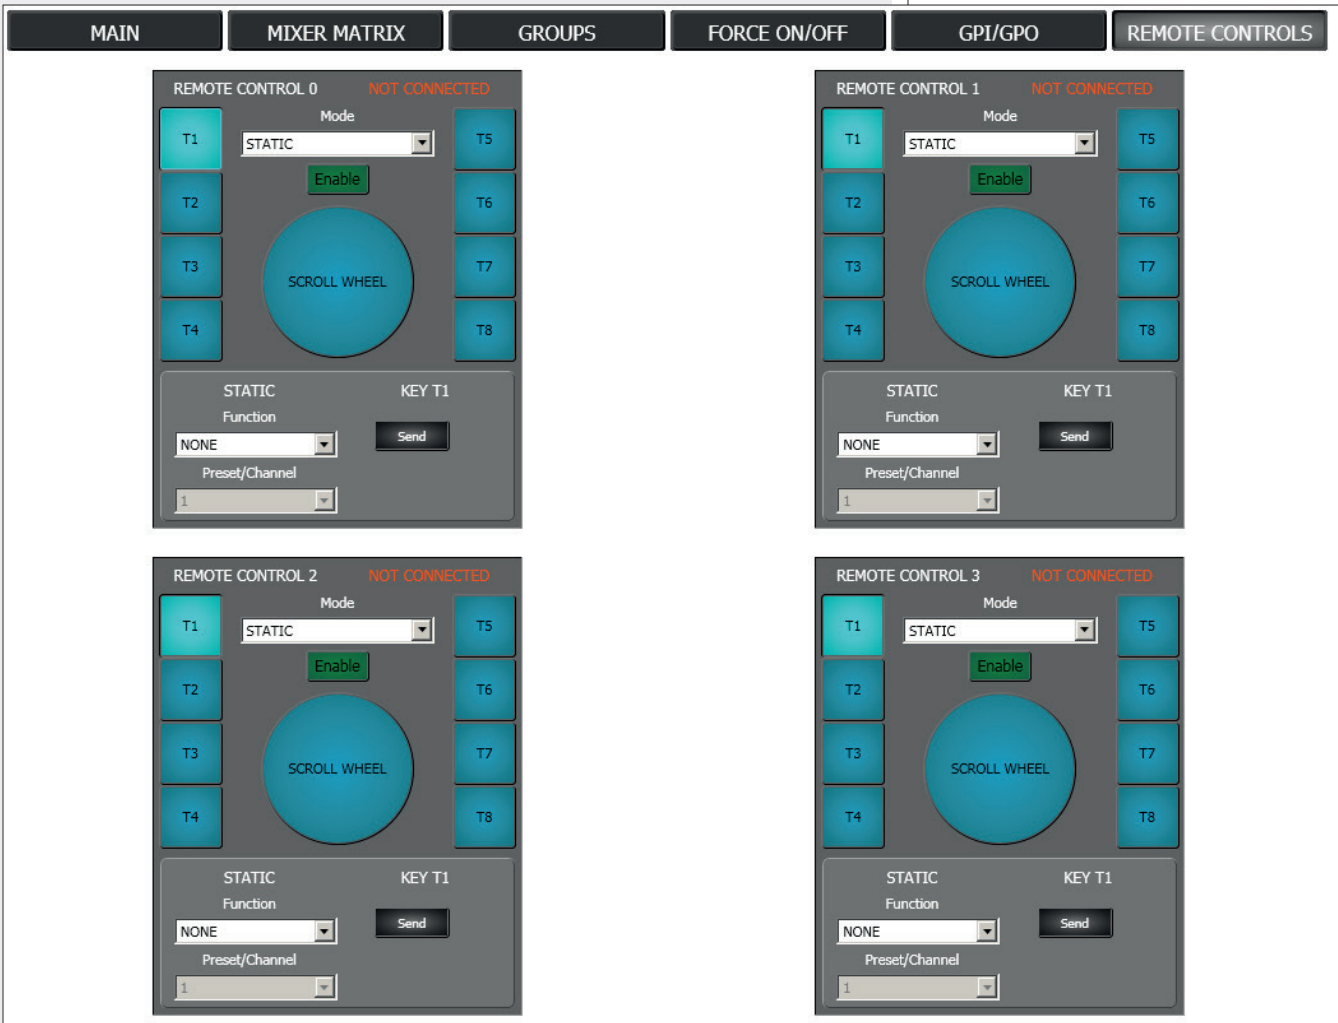 MAIN MIXER MATRIX GROUPS FORCE ON/OFF GPI/GPO REMOTE CONTROLS
REMOTE CONTROL 0 NOT CONNECTED
Mode
T1 STATIC T5
Enable
T2 T6
T3 SCROLL WHEEL T7
T4 T8
STATIC KEY T1
Function
NONE Send
Preset/Channel
1
REMOTE CONTROL 1 NOT CONNECTED
Mode
T1 STATIC T5
Enable
T2 T6
T3 SCROLL WHEEL T7
T4 T8
STATIC KEY T1
Function
NONE Send
Preset/Channel
1
REMOTE CONTROL 2 NOT CONNECTED
Mode
T1 STATIC T5
Enable
T2 T6
T3 SCROLL WHEEL T7
T4 T8
STATIC KEY T1
Function
NONE Send
Preset/Channel
1
REMOTE CONTROL 3 NOT CONNECTED
Mode
T1 STATIC T5
Enable
T2 T6
T3 SCROLL WHEEL T7
T4 T8
STATIC KEY T1
Function
NONE Send
Preset/Channel
1